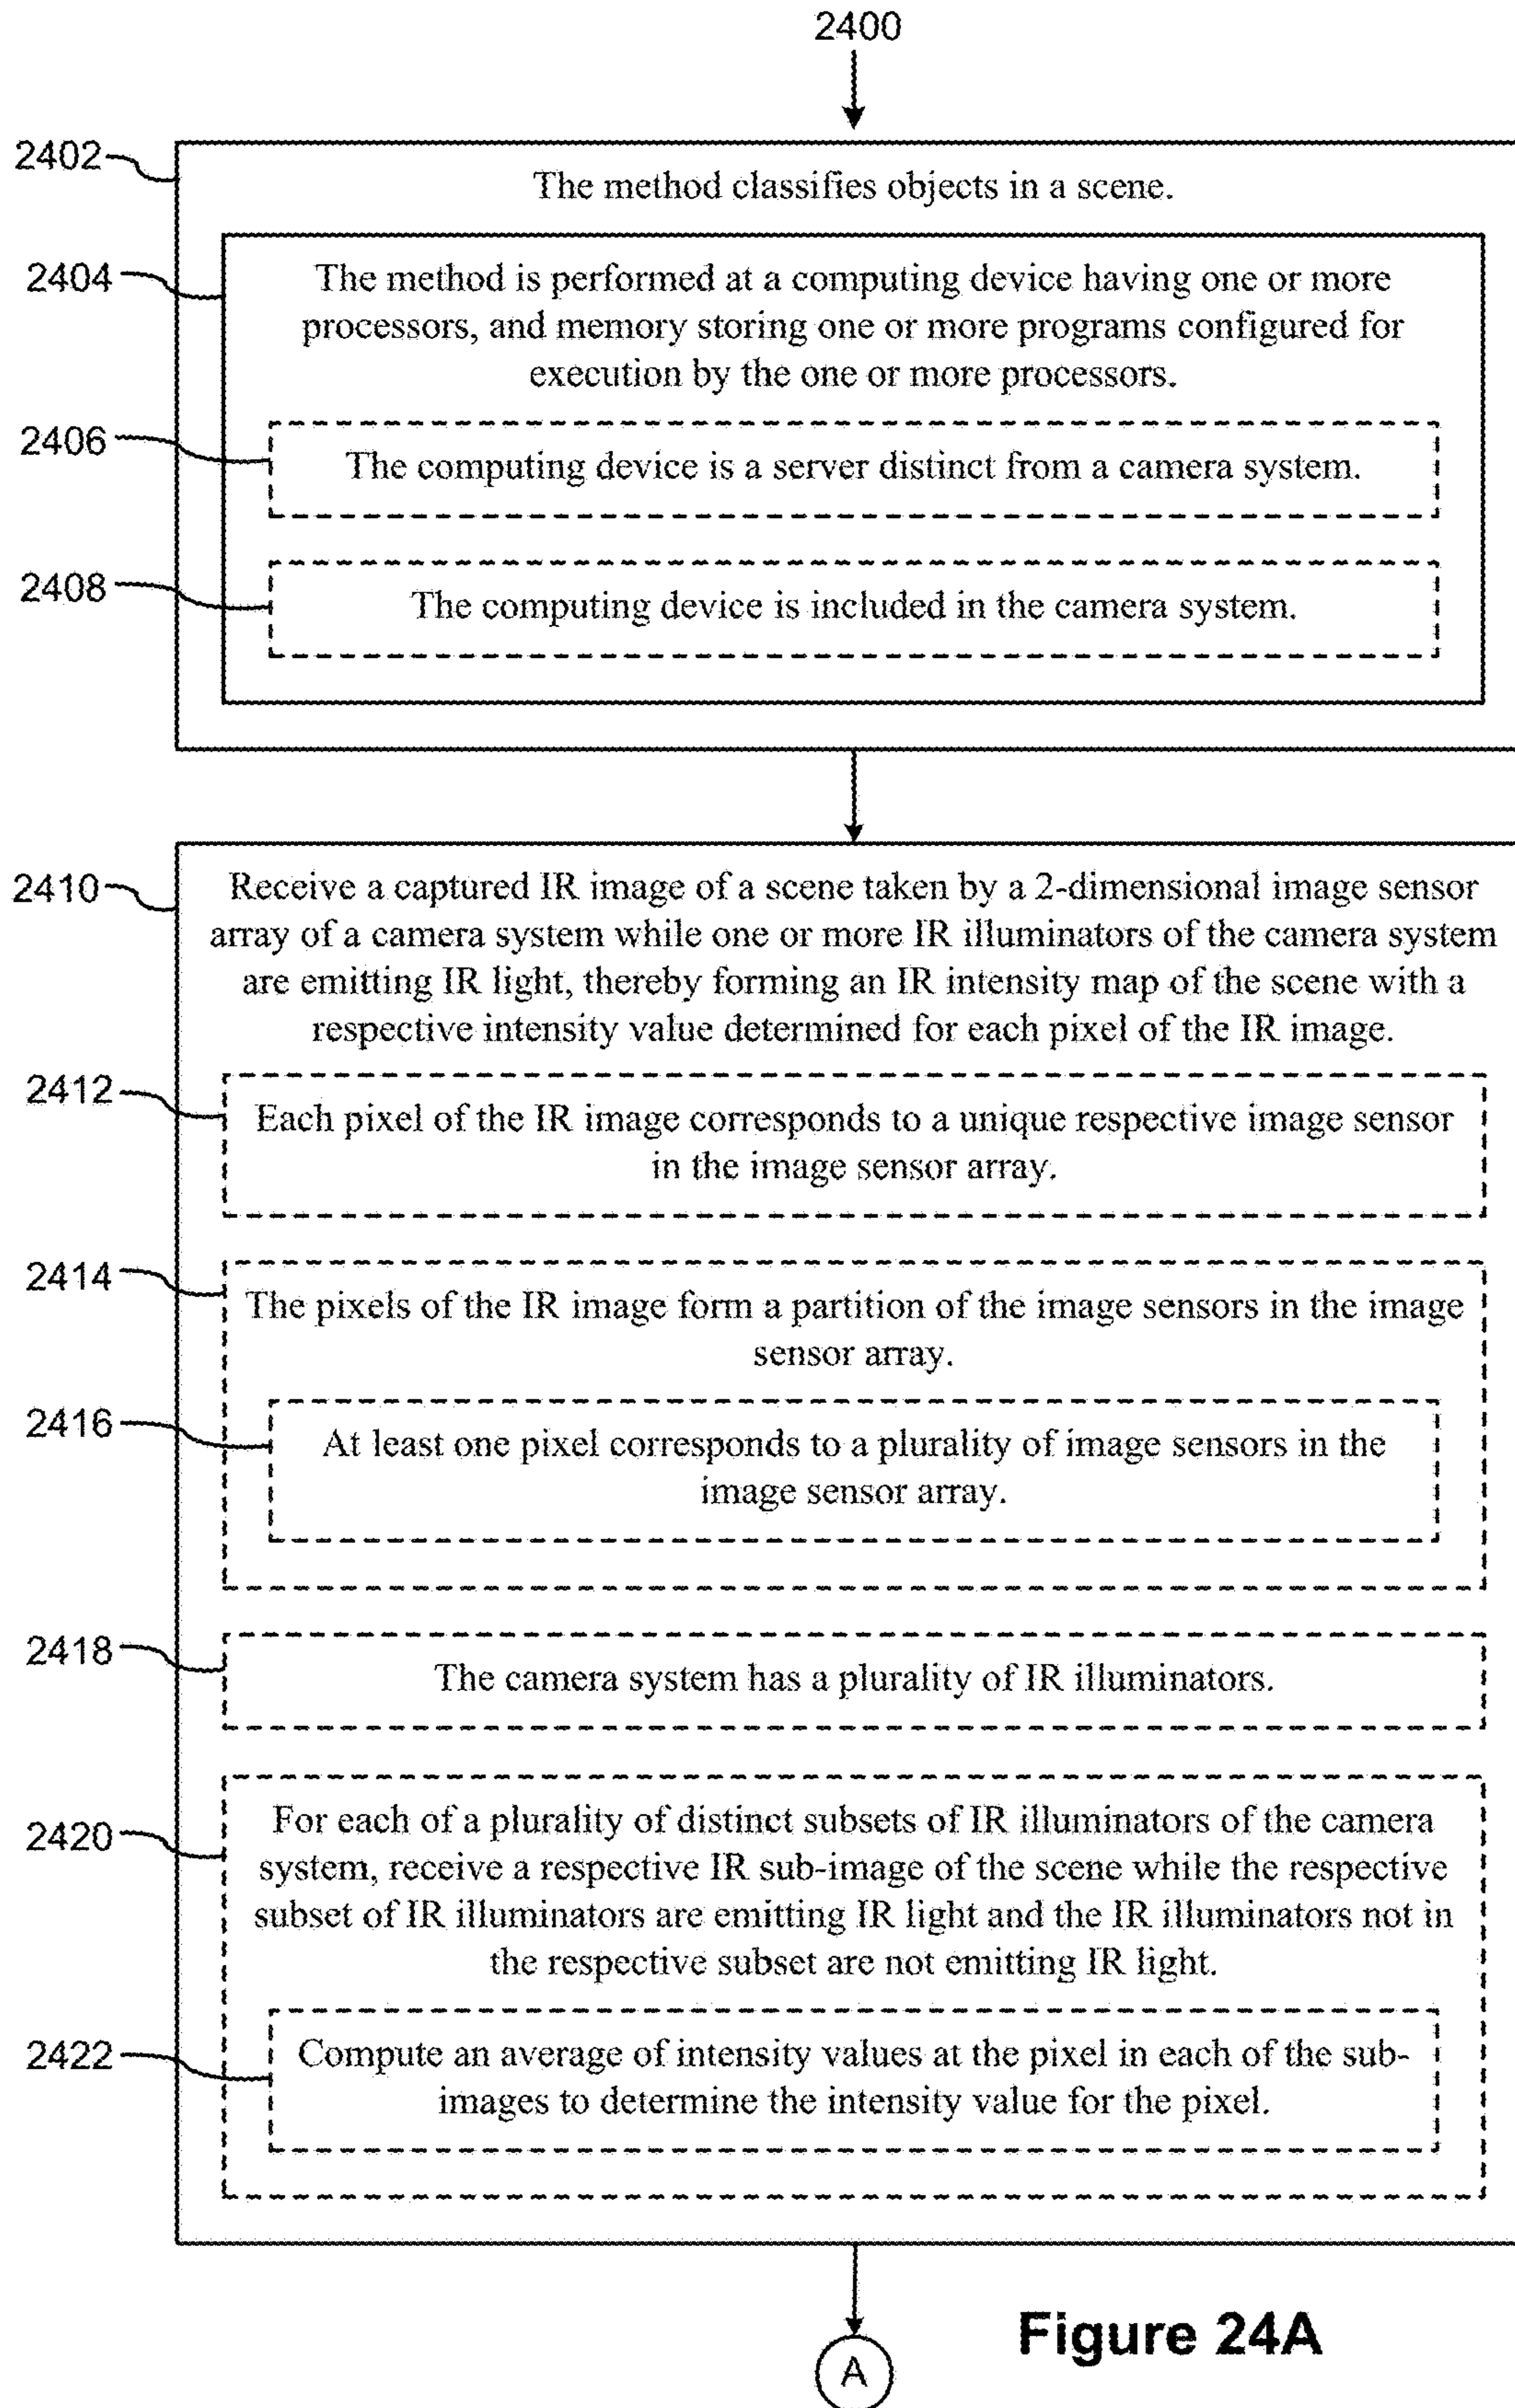 2400
2402
The method classifies objects in a scene.
2404
The method is performed at a computing device having one or more
processors, and memory storing one or more programs configured for
execution by the one or more processors.
2406
The computing device is a server distinct from a camera system.
2408
The computing device is included in the camera system.
2410
Receive a captured IR image of a scene taken by a 2-dimensional image sensor
array of a camera system while one or more IR illuminators of the camera system
are emitting IR light, thereby forming an IR intensity map of the scene with a
respective intensity value determined for each pixel of the IR image.
2412
Each pixel of the IR image corresponds to a unique respective image sensor
in the image sensor array.
2414
The pixels of the IR image form a partition of the image sensors in the image
sensor array.
2416
At least one pixel corresponds to a plurality of image sensors in the
image sensor array.
2418
The camera system has a plurality of IR illuminators.
2420
For each of a plurality of distinct subsets of IR illuminators of the camera
system, receive a respective IR sub-image of the scene while the respective
subset of IR illuminators are emitting IR light and the IR illuminators not in
the respective subset are not emitting IR light.
2422
Compute an average of intensity values at the pixel in each of the sub-
images to determine the intensity value for the pixel.
Figure 24A
A